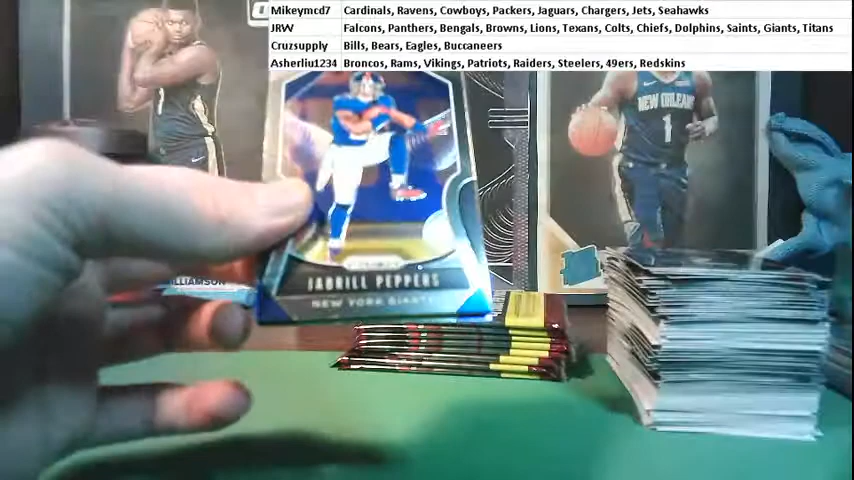 Mikeymcd7 Cardinals, Ravens, Cowboys, Packers, Jaguars, Chargers, Jets, Seahawks
JRW Falcons, Panthers, Bengals, Browns, Lions, Texans, Colts, Chiefs, Dolphins, Saints, Giants, Titans
Cruzsupply Bills, Bears, Eagles, Buccaneers
Asherliu1234 Broncos, Rams, Vikings, Patriots, Raiders, Steelers, 49ers, Redskins
NEW ORLEANS
1
JABRILL PEPPERS
NEW YORK GIANTS